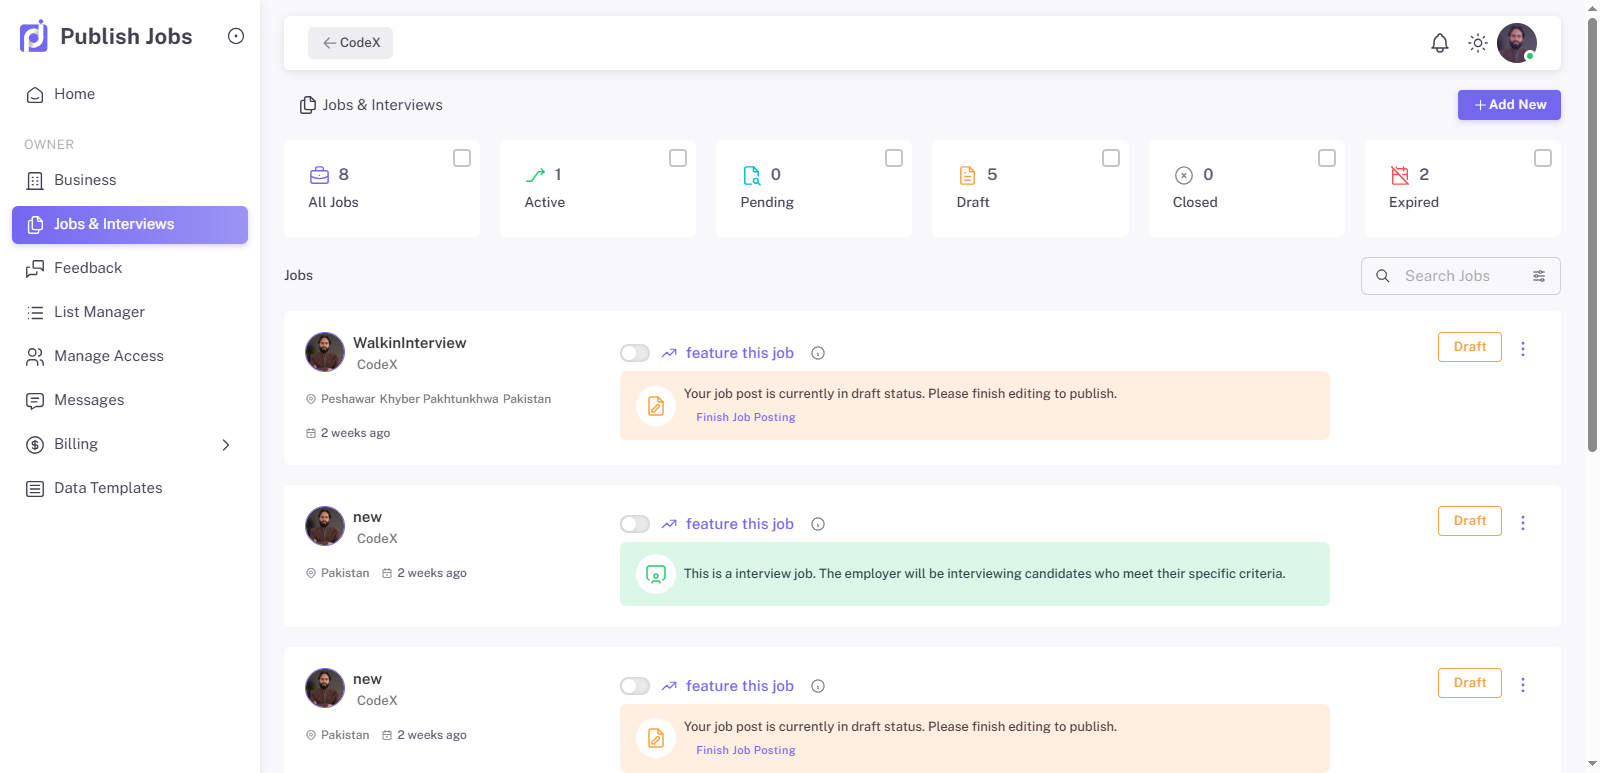 Publish Jobs
Home
OWNER
Business
Jobs & Interviews
Feedback
List Manager
Manage Access
Messages
Billing
Data Templates
CodeX
Jobs & Interviews
Add New
8
All Jobs
1
Active
0
Pending
5
Draft
0
Closed
2
Expired
Jobs
Search Jobs
WalkinInterview
CodeX
Peshawar Khyber Pakhtunkhwa Pakistan
2 weeks ago
feature this job
Your job post is currently in draft status. Please finish editing to publish.
Finish Job Posting
Draft
new
CodeX
Pakistan 2 weeks ago
feature this job
This is a interview job. The employer will be interviewing candidates who meet their specific criteria.
Draft
new
CodeX
Pakistan 2 weeks ago
feature this job
Your job post is currently in draft status. Please finish editing to publish.
Finish Job Posting
Draft